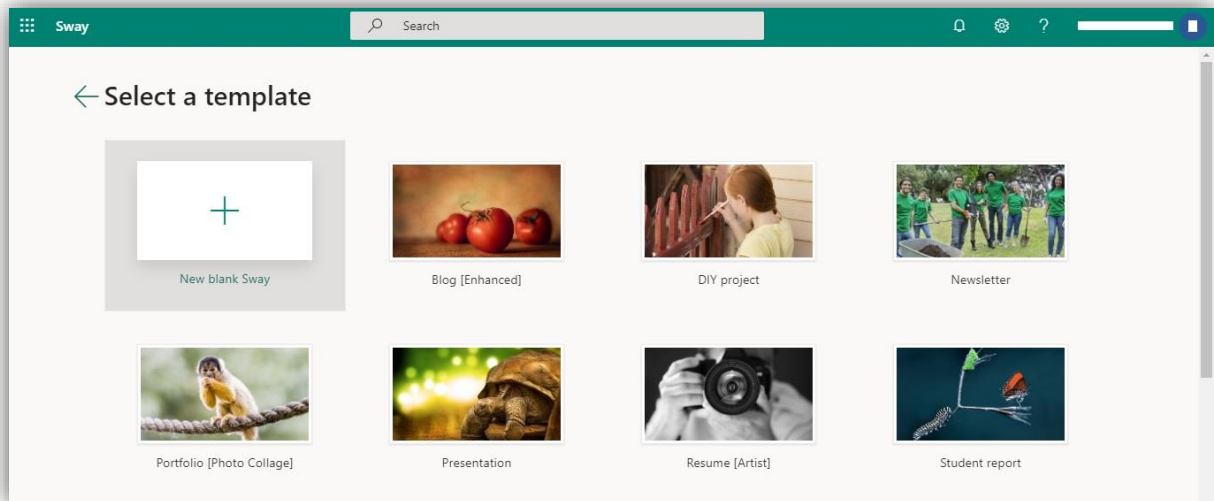 Sway
Search
?
Select a template
New blank Sway
Blog [Enhanced]
DIY project
Newsletter
Portfolio [Photo Collage]
Presentation
Resume [Artist]
Student report